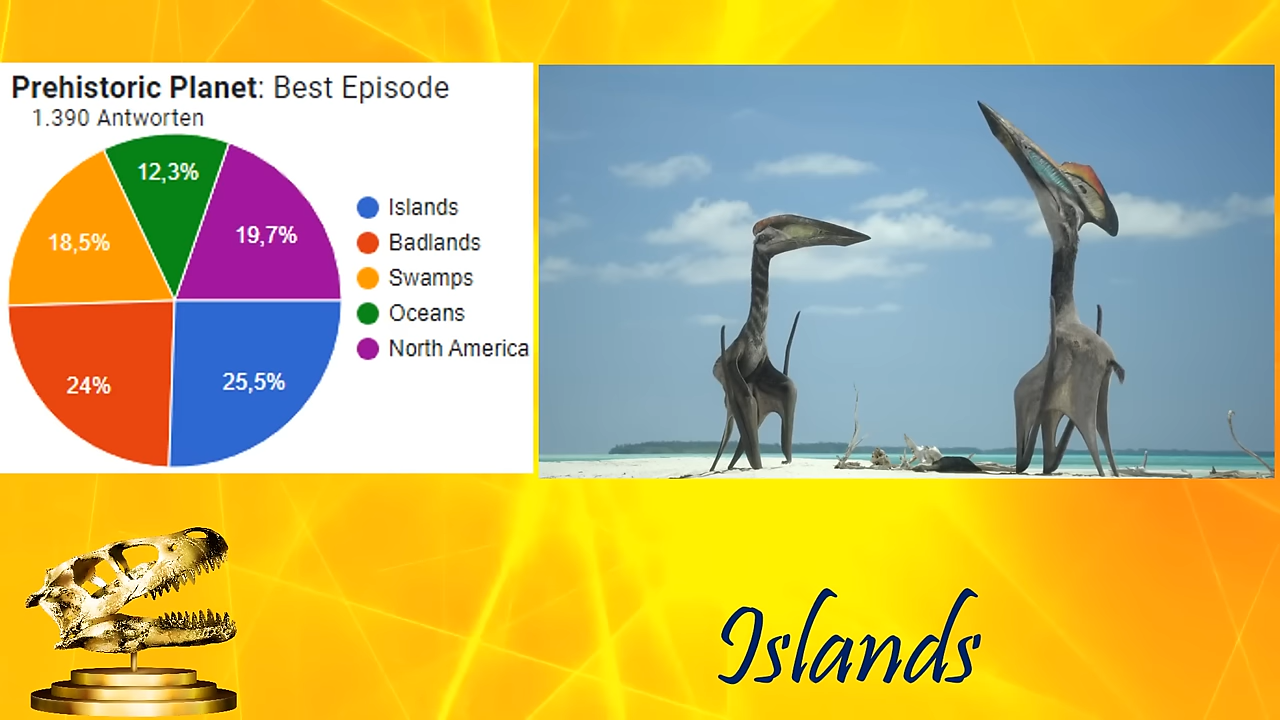 Prehistoric Planet: Best Episode
1.390 Antworten
12,3%
18,5%
19,7%
24%
25,5%
Islands
Badlands
Swamps
Oceans
North America
Islands